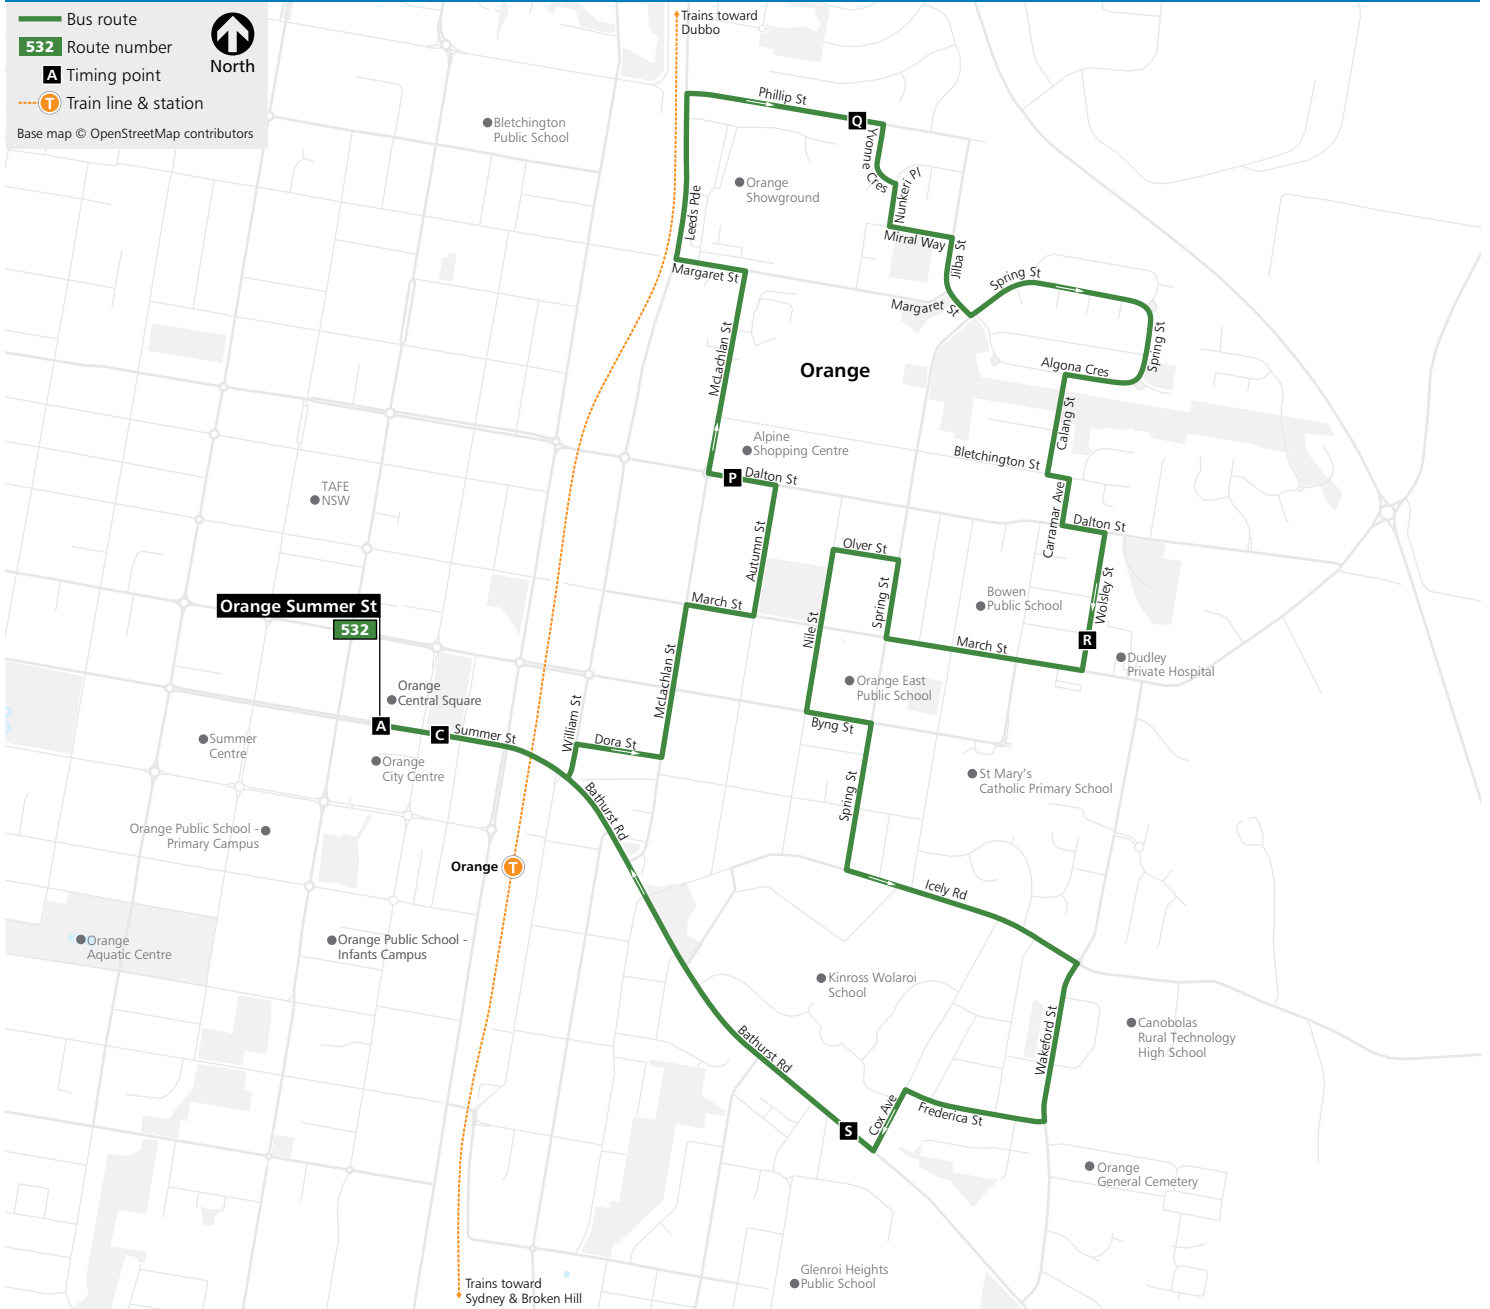 Bus route
532 Route number
A Timing point
T Train line & station
Base map © OpenStreetMap contributors
North
Trains toward
Dubbo
Phillip St
Q
Bletchington
Public School
Yvonne Cres
Orange
Showground
Nunkeri Pl
Leeds Pde
Mirral Way
Jilba St
Margaret St
Spring St
Margaret St
McLachlan St
Spring St
Orange
Algona Cres
Calang St
Alpine
Shopping Centre
Bletchington St
P
Dalton St
TAFE
NSW
Carramar Ave
Dalton St
Autumn St
Olver St
Wolsley St
Spring St
Bowen
Public School
Orange Summer St
532
March St
Nile St
March St
R
Dudley
Private Hospital
McLachlan St
Orange
Central Square
Orange East
Public School
A
C
Summer St
William St
Dora St
Byng St
Summer
Centre
Orange
City Centre
Spring St
St Mary's
Catholic Primary School
Bathurst Rd
Orange Public School -
Primary Campus
Orange
T
Icely Rd
Orange
Aquatic Centre
Orange Public School -
Infants Campus
Kinross Wolaroi
School
Canobolas
Rural Technology
High School
Wakeford St
Bathurst Rd
Cox Ave
Frederica St
S
Orange
General Cemetery
Glenroi Heights
Public School
Trains toward
Sydney & Broken Hill